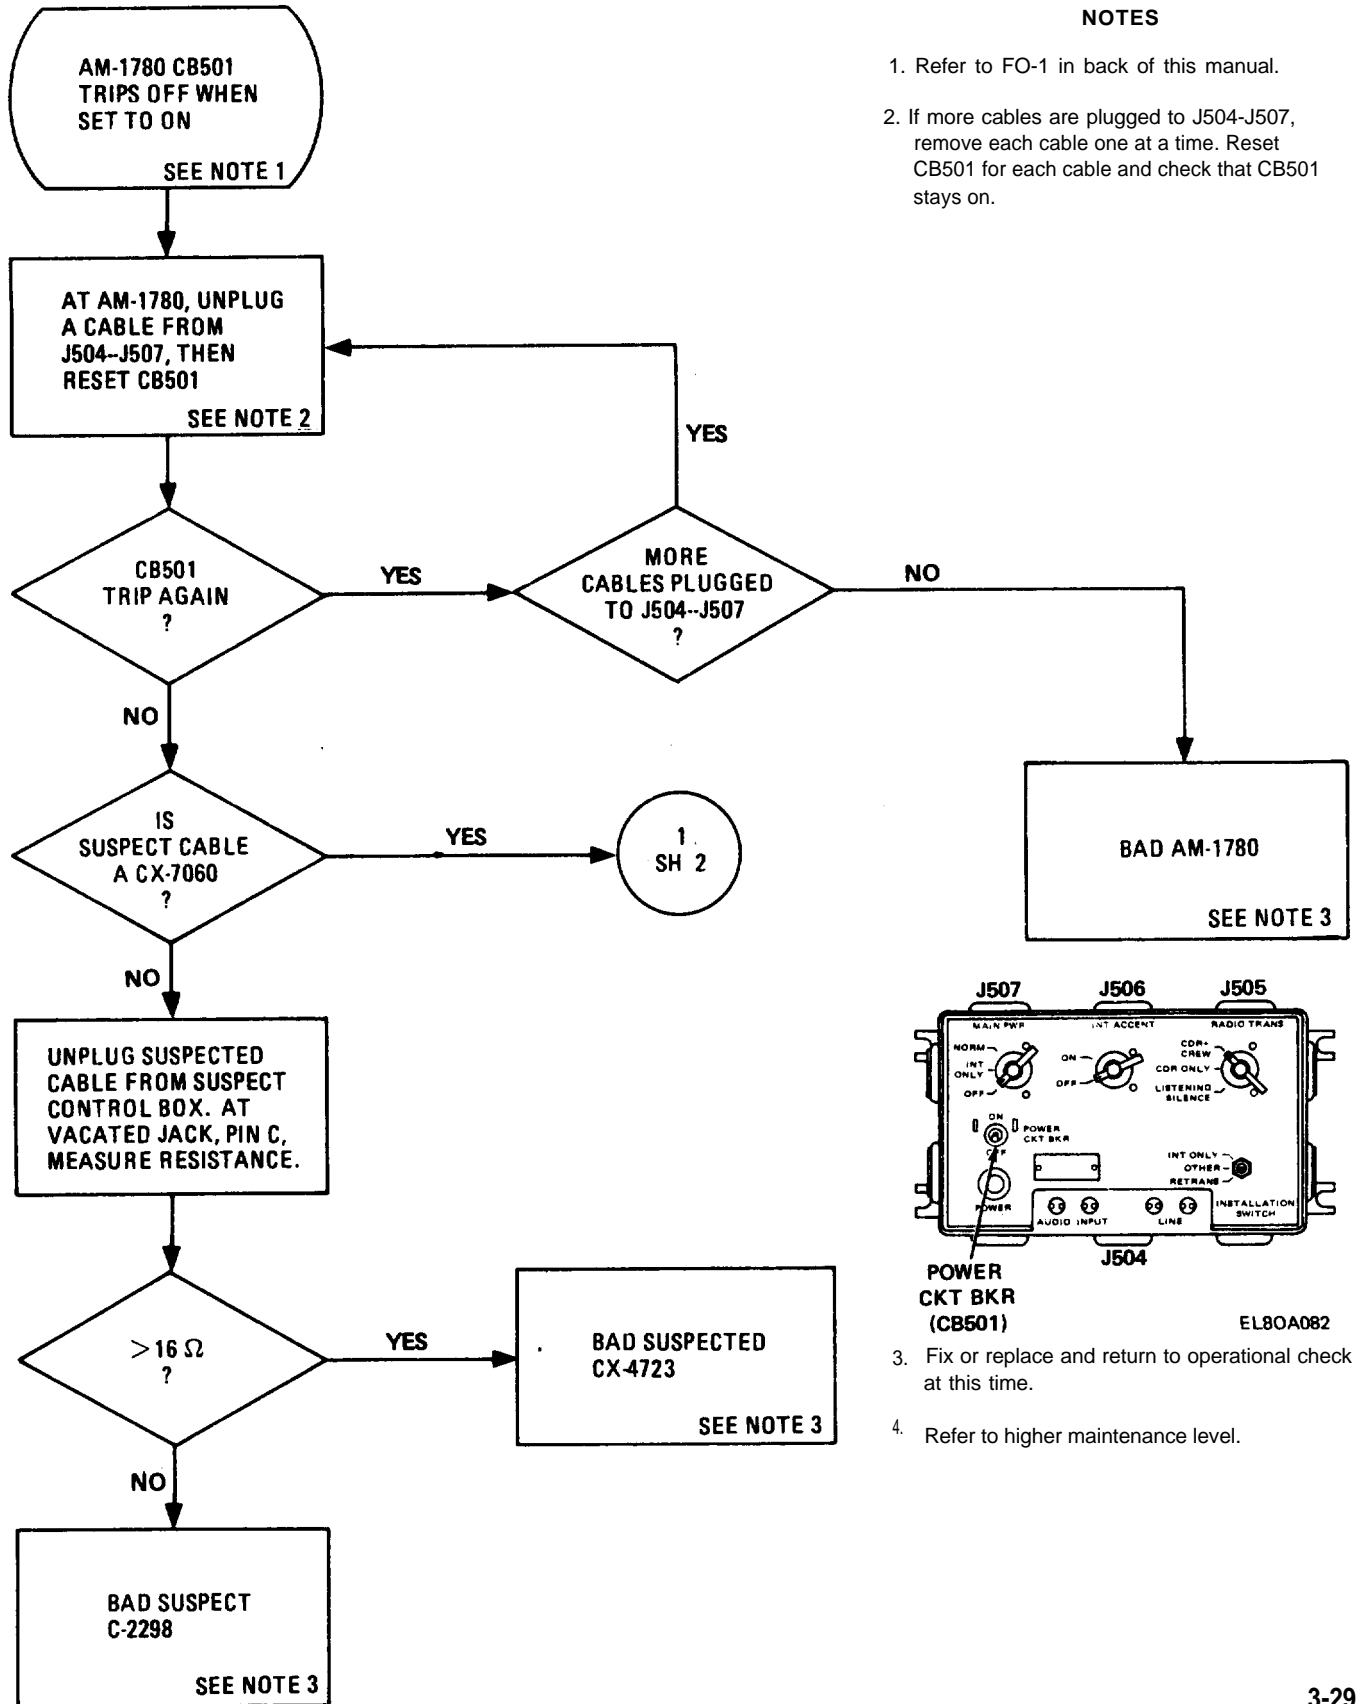 NOTES
1. Refer to FO-1 in back of this manual.
2. If more cables are plugged to J504-J507,
remove each cable one at a time. Reset
CB501 for each cable and check that CB501
stays on.
AM-1780 CB501
TRIPS OFF WHEN
SET TO ON
SEE NOTE 1
AT AM-1780, UNPLUG
A CABLE FROM
J504--J507, THEN
RESET CB501
SEE NOTE 2
YES
CB501
TRIP AGAIN
?
YES
MORE
CABLES PLUGGED
TO J504--J507
?
NO
NO
IS
SUSPECT CABLE
A CX-7060
?
YES
1
SH 2
BAD AM-1780
SEE NOTE 3
NO
UNPLUG SUSPECTED
CABLE FROM SUSPECT
CONTROL BOX. AT
VACATED JACK, PIN C,
MEASURE RESISTANCE.
J507 J506 J505
MAIN PWR INT ACCENT RADIO TRANS
NORM
INT
ONLY
OFF
ON
OFF
CDR+
CREW
CDR ONLY
LISTENING
SILENCE
ON
POWER
CKT BKR
OFF
INT ONLY
OTHER
RETRANS
POWER
AUDIO INPUT
LINE
INSTALLATION
SWITCH
J504
POWER
CKT BKR
(CB501)
EL8OA082
>16 Ω
?
YES
BAD SUSPECTED
CX-4723
SEE NOTE 3
3. Fix or replace and return to operational check
at this time.
4. Refer to higher maintenance level.
NO
BAD SUSPECT
C-2298
SEE NOTE 3
3-29